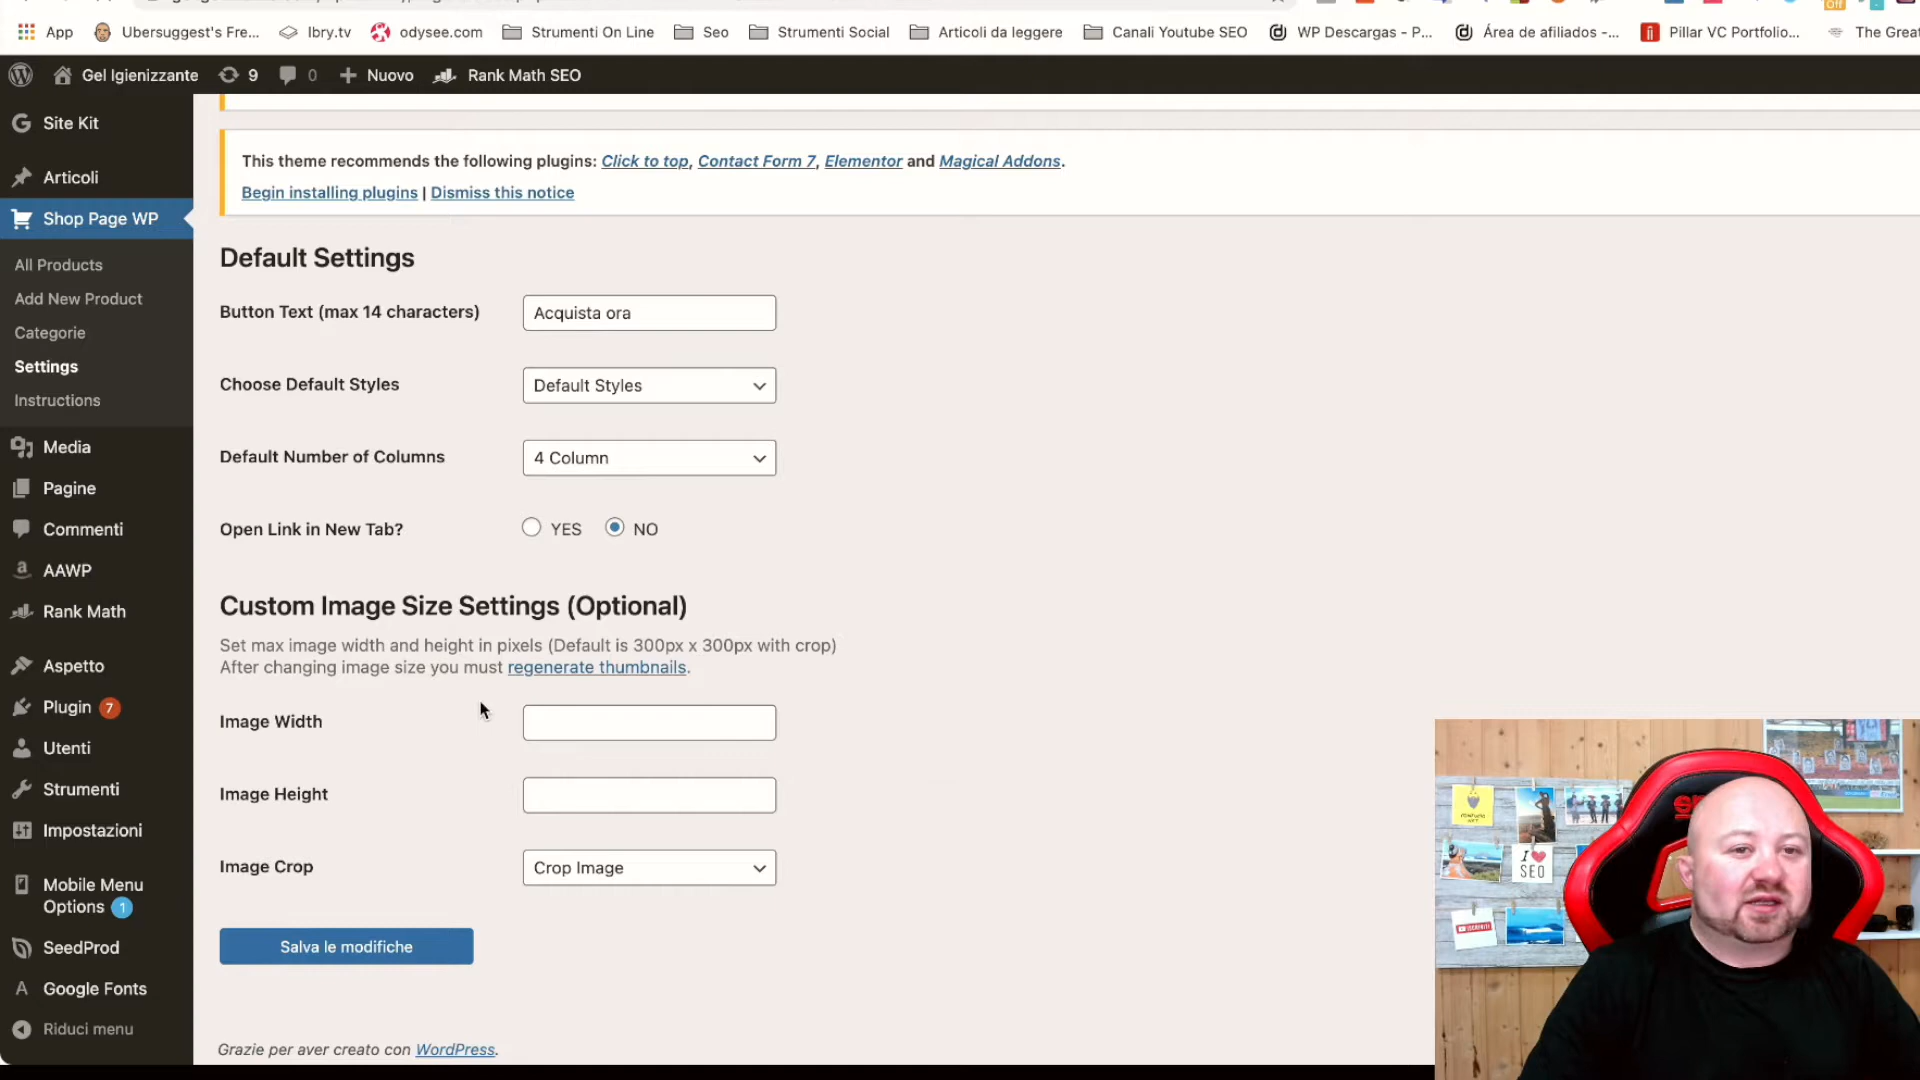 App
Ubersuggest's Fre...
lbry.tv
odysee.com
Strumenti On Line
Seo
Strumenti Social
Articoli da leggere
Canali Youtube SEO
WP Descargas - P...
Área de afiliados -...
Pillar VC Portfolio...
The Great
Off
Gel Igienizzante
9
0
Nuovo
Rank Math SEO
Site Kit
Articoli
Shop Page WP
All Products
Add New Product
Categorie
Settings
Instructions
Media
Pagine
Commenti
AAWP
Rank Math
Aspetto
Plugin 7
Utenti
Strumenti
Impostazioni
Mobile Menu
Options 1
SeedProd
Google Fonts
Riduci menu
This theme recommends the following plugins: Click to top, Contact Form 7, Elementor and Magical Addons.
Begin installing plugins | Dismiss this notice
Default Settings
Button Text (max 14 characters)
Acquista ora
Choose Default Styles
Default Styles
Default Number of Columns
4 Column
Open Link in New Tab?
YES
NO
Custom Image Size Settings (Optional)
Set max image width and height in pixels (Default is 300px x 300px with crop)
After changing image size you must regenerate thumbnails.
Image Width
Image Height
Image Crop
Crop Image
Salva le modifiche
Grazie per aver creato con WordPress.
I
SEO